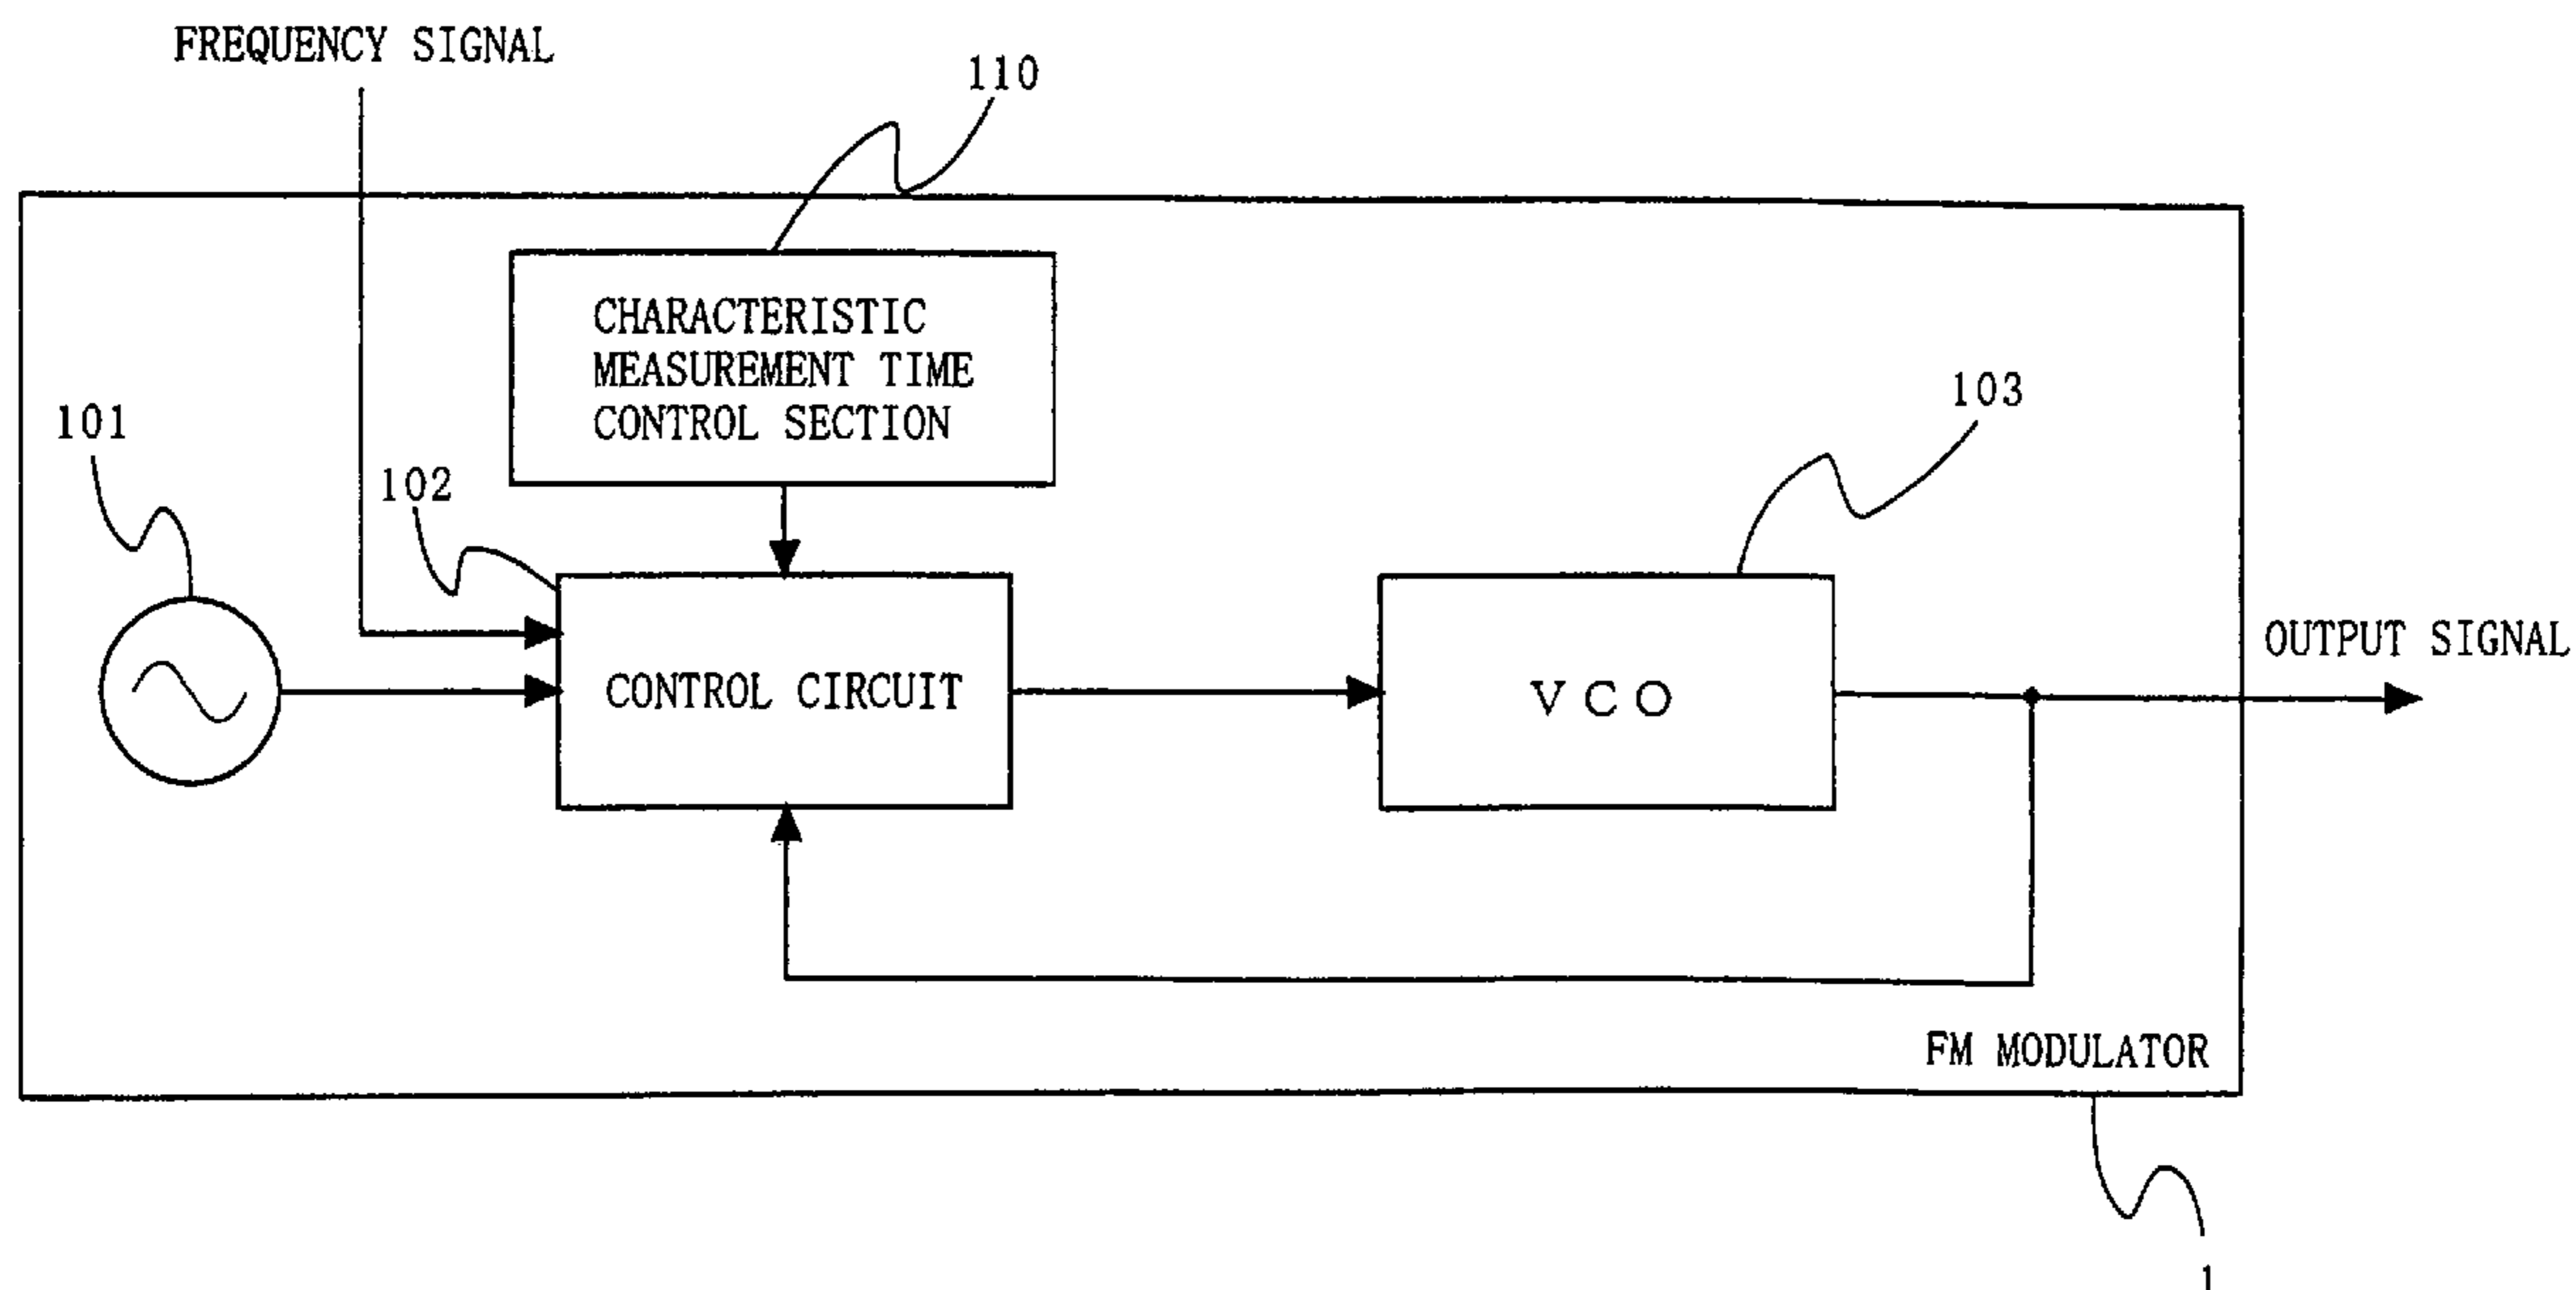 FREQUENCY SIGNAL
110
CHARACTERISTIC
MEASUREMENT TIME
CONTROL SECTION
103
101
102
CONTROL CIRCUIT
VCO
OUTPUT SIGNAL
FM MODULATOR
1